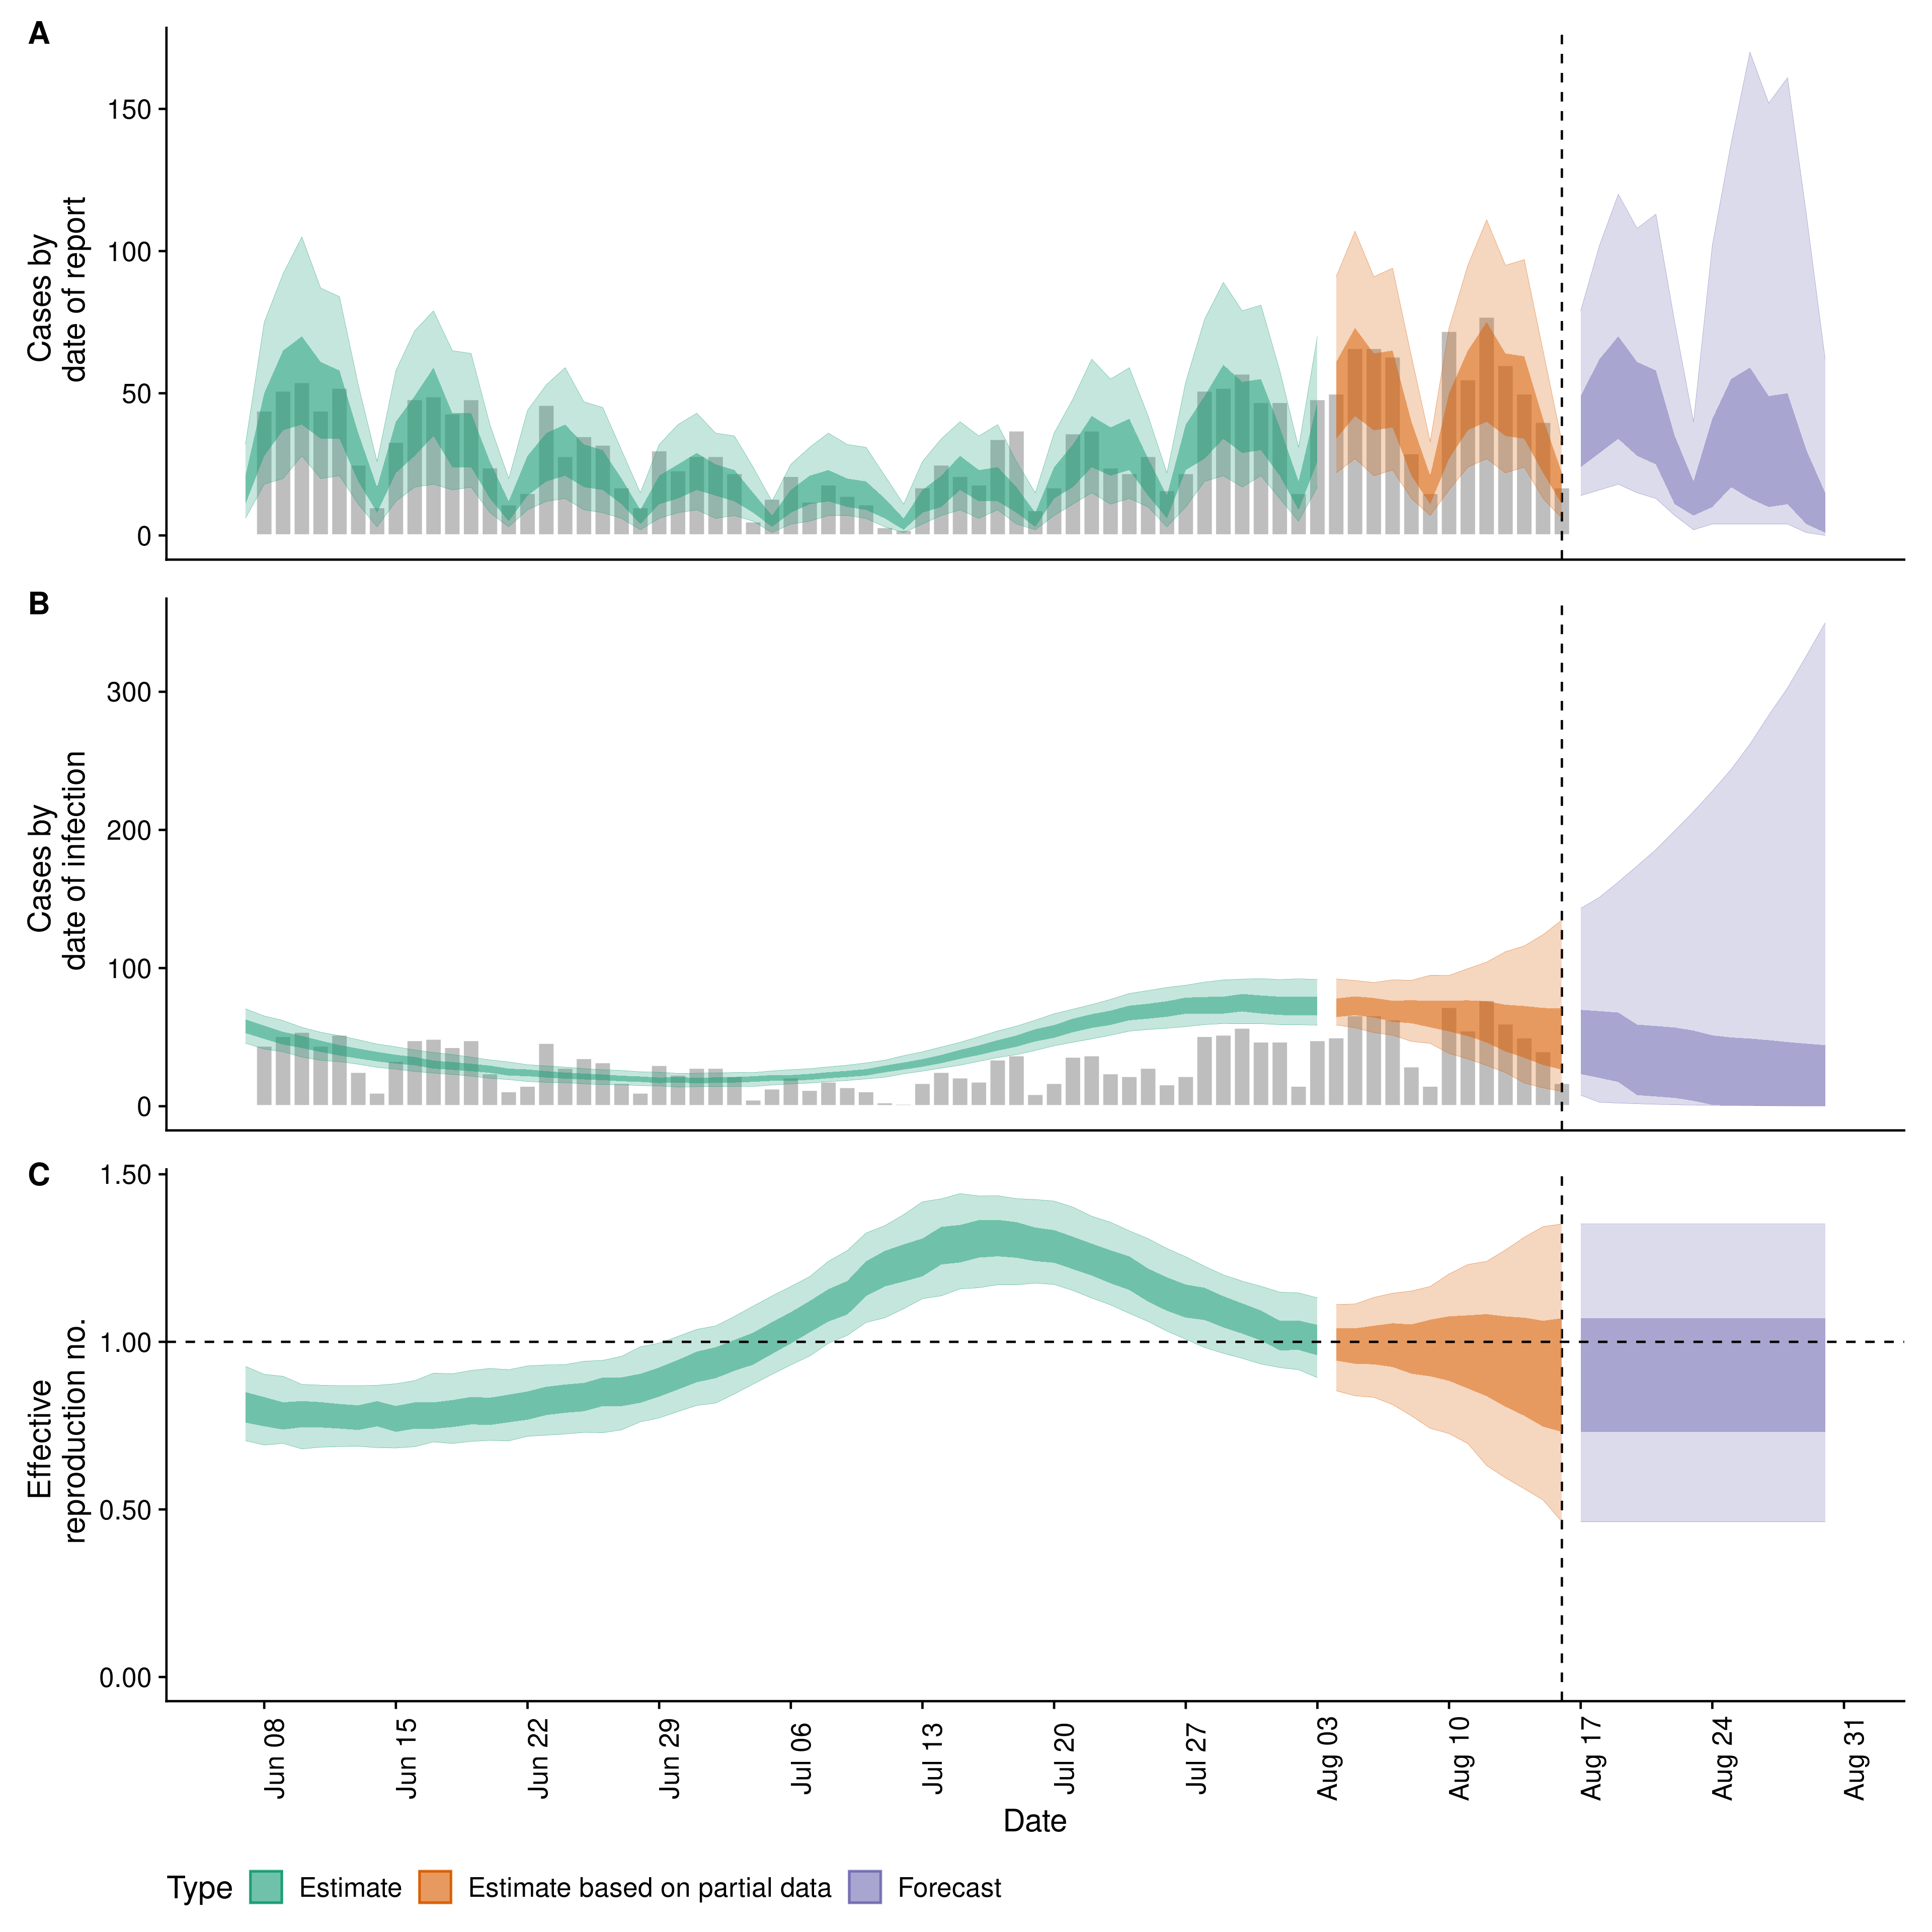 A
Cases by
date of report
150
100
50
0
B
Cases by
date of infection
300
200
100
0
C
Effective
reproduction no.
1.50
1.00
0.50
0.00
Jun 08
Jun 15
Jun 22
Jun 29
Jul 06
Jul 13
Jul 20
Jul 27
Aug 03
Aug 10
Aug 17
Aug 24
Aug 31
Date
Type Estimate Estimate based on partial data Forecast